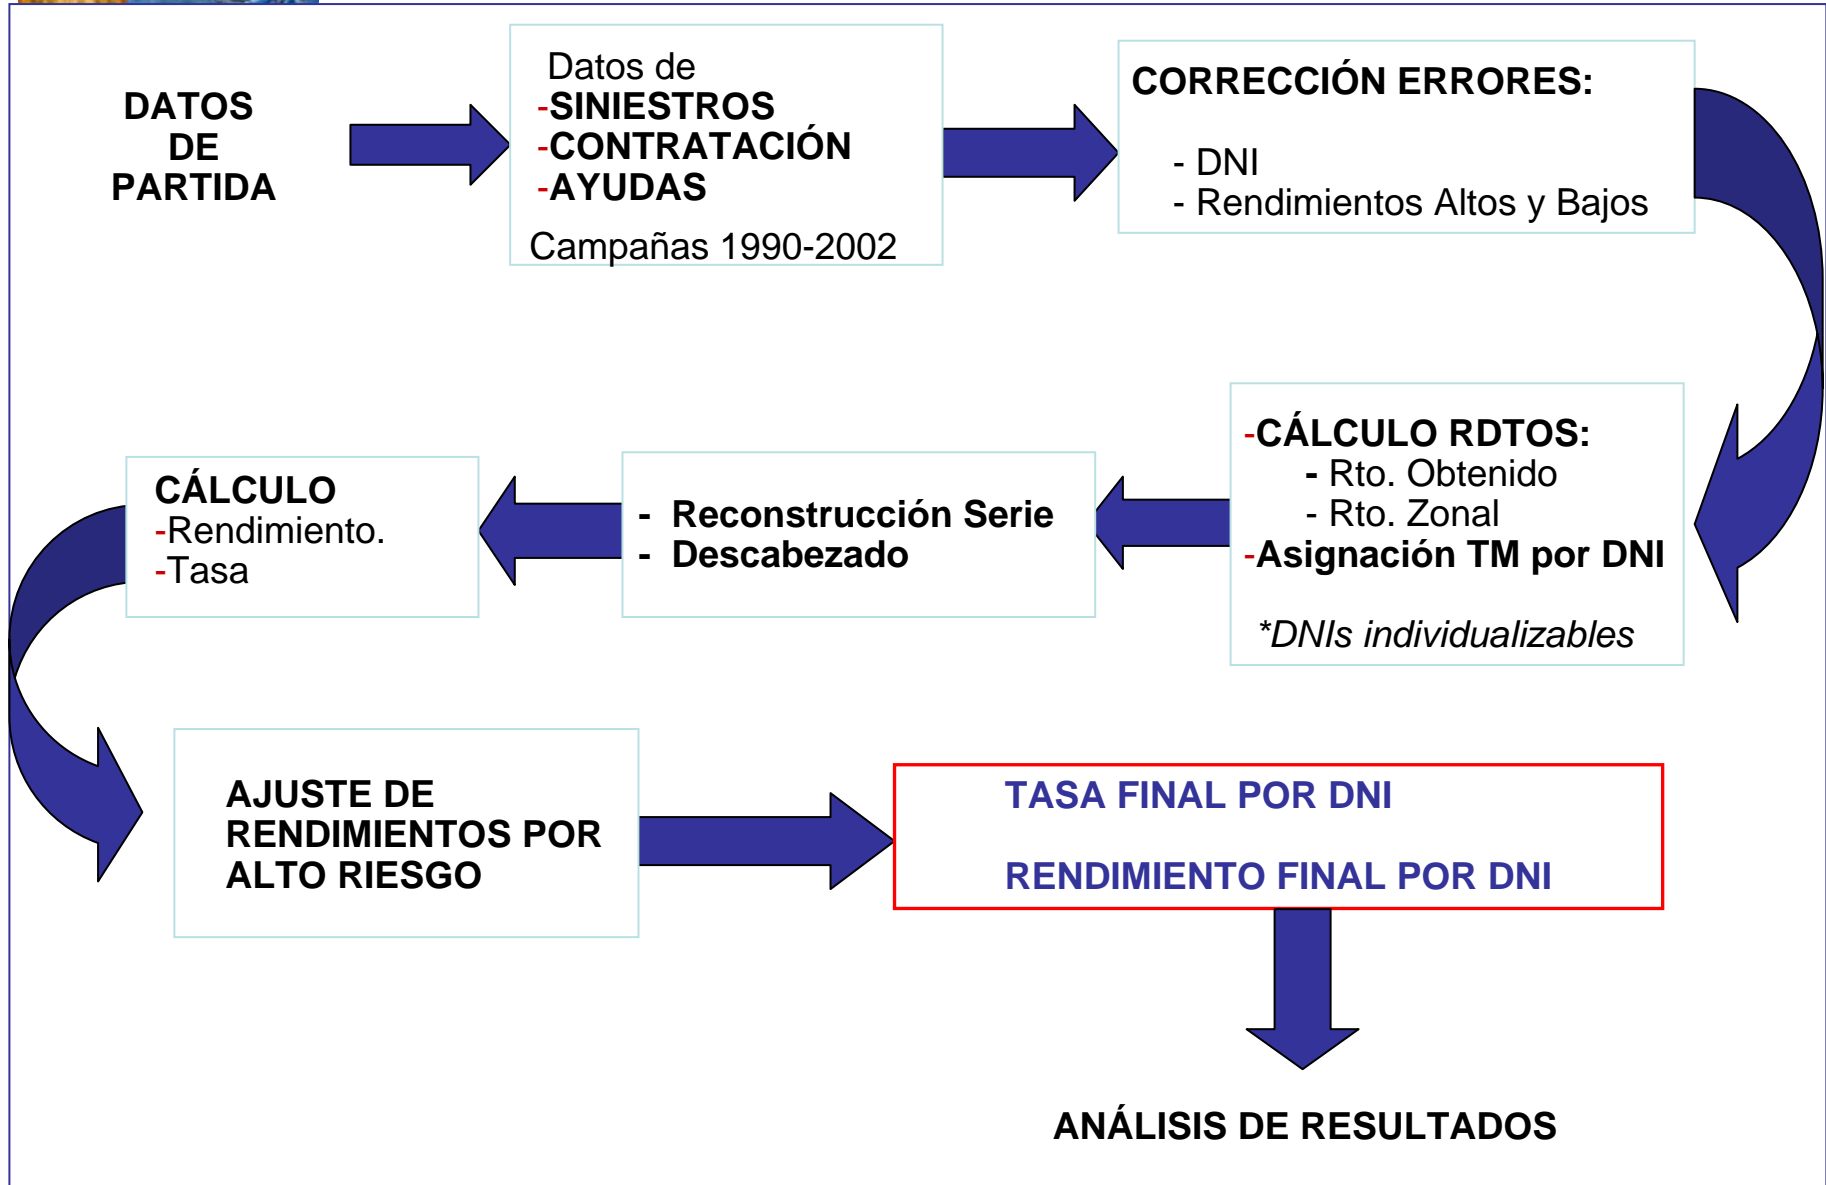 DATOS
DE
PARTIDA
Datos de
-SINIESTROS
-CONTRATACIÓN
-AYUDAS
Campañas 1990-2002
CORRECCIÓN ERRORES:
- DNI
- Rendimientos Altos y Bajos
-CÁLCULO RDTOS:
- Rto. Obtenido
- Rto. Zonal
-Asignación TM por DNI
*DNIs individualizables
- Reconstrucción Serie
- Descabezado
CÁLCULO
-Rendimiento.
-Tasa
AJUSTE DE
RENDIMIENTOS POR
ALTO RIESGO
TASA FINAL POR DNI
RENDIMIENTO FINAL POR DNI
ANÁLISIS DE RESULTADOS